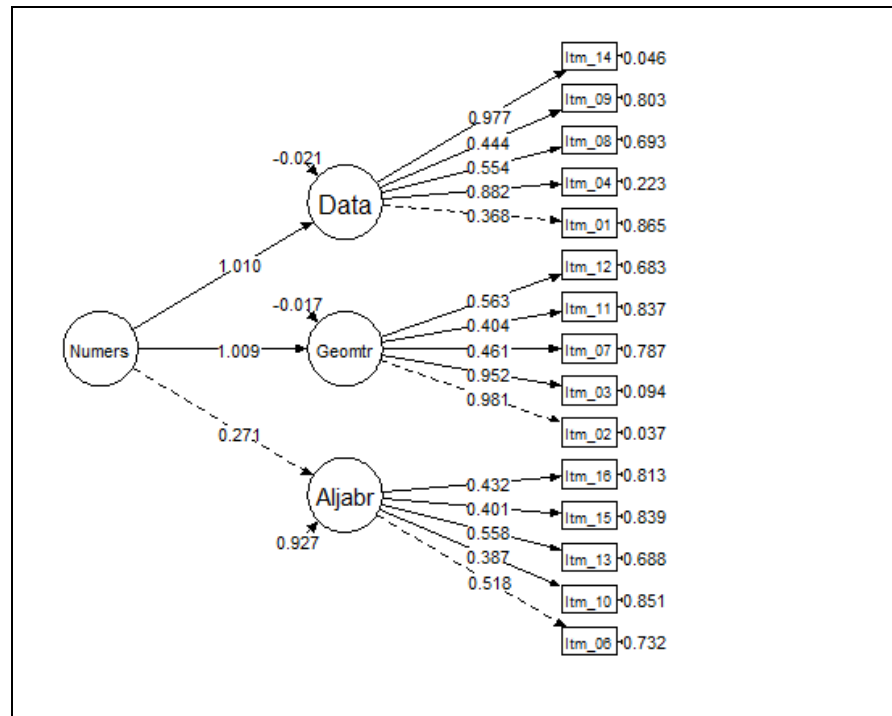 Itm_14 0.046
0.977
Itm_09 0.803
0.444
Itm_08 0.693
0.554
-0.021
Itm_04 0.223
0.882
Data
0.368
Itm_01 0.865
1.010
Itm_12 0.683
0.563
-0.017
Itm_11 0.837
0.404
Numers
1.009
Geomtr
0.461
Itm_07 0.787
0.952
Itm_03 0.094
0.981
Itm_02 0.037
0.271
Itm_16 0.813
0.432
Aljabr
0.401
Itm_15 0.839
0.558
0.927
Itm_13 0.688
0.387
0.518
Itm_10 0.851
Itm_06 0.732